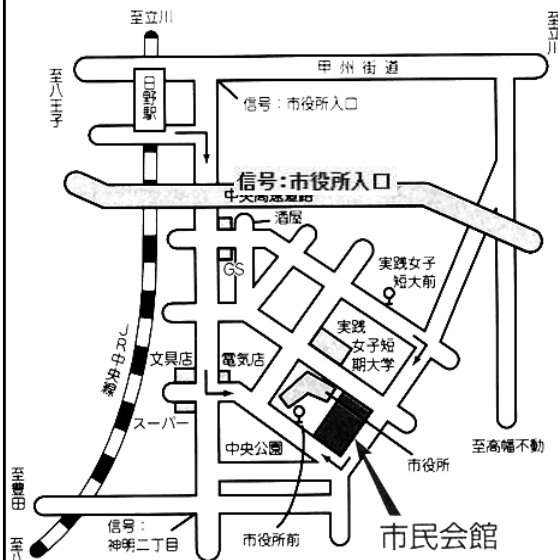 至立川
至立川
甲州街道
至八王子
日野駅
信号：市役所入口
信号：市役所入口
中央高速道路
酒屋
GS
実践女子
短大前
実践
女子短
期大学
JR中央線
文具店
電気店
スーパー
中央公園
市役所
至高幡不動
至豊田
至八
信号：
神明二丁目
市役所前
市民会館